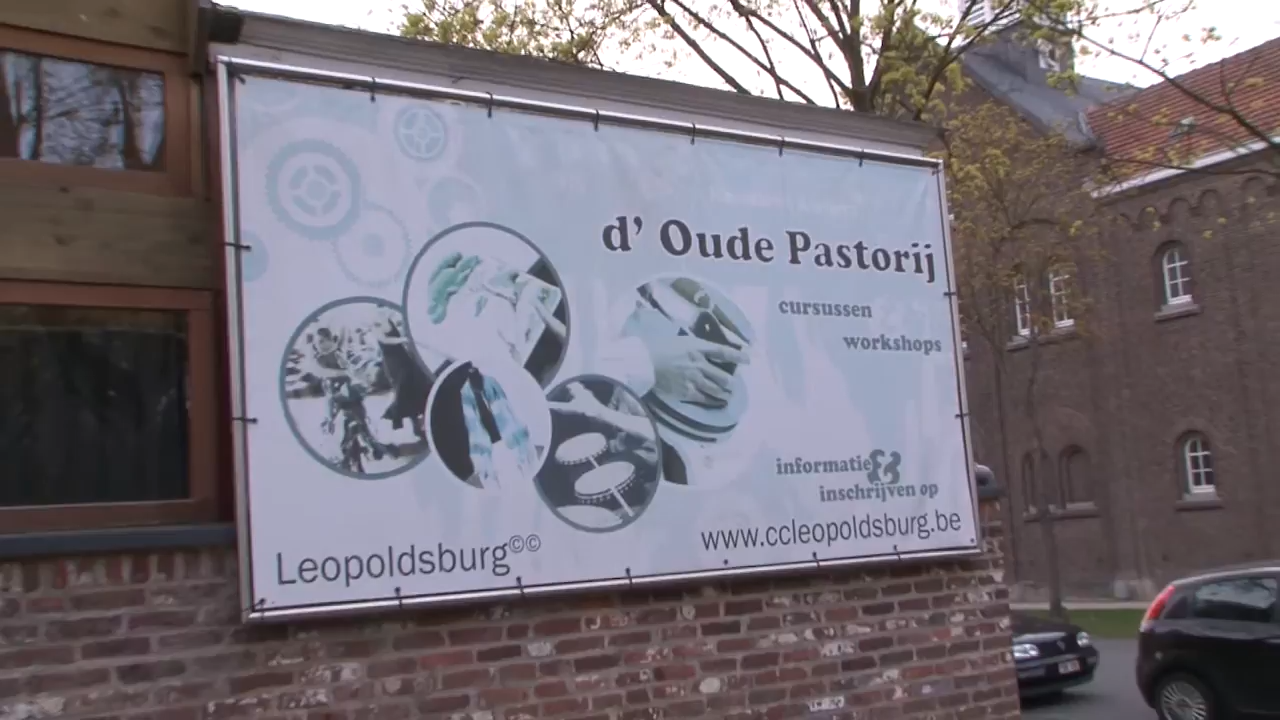 d' Oude Pastorij
cursussen
workshops
informatie &
inschrijven op
www.ccleopoldsburg.be
Leopoldsburg©©